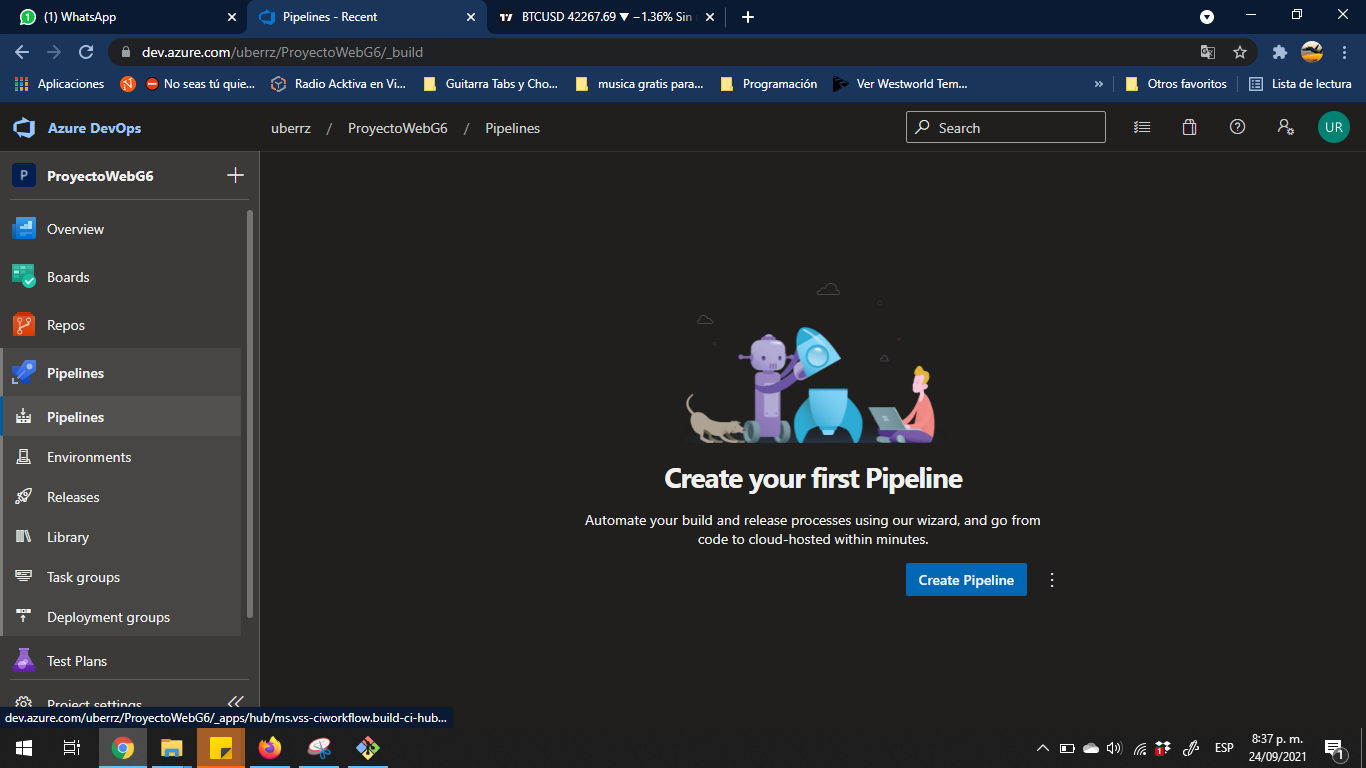 (1) WhatsApp
Pipelines - Recent
BTCUSD 42267.69 ▼ −1.36% Sin
dev.azure.com/uberrz/ProyectoWebG6/_build
Aplicaciones
No seas tú quie...
Radio Acktiva en Vi...
Guitarra Tabs y Cho...
musica gratis para...
Programación
Ver Westworld Tem...
»
Otros favoritos
Lista de lectura
Azure DevOps
uberrz / ProyectoWebG6 / Pipelines
Search
UR
P ProyectoWebG6
Overview
Boards
Repos
Pipelines
Pipelines
Environments
Releases
Library
Task groups
Deployment groups
Test Plans
Project settings
Create your first Pipeline
Automate your build and release processes using our wizard, and go from
code to cloud-hosted within minutes.
Create Pipeline
dev.azure.com/uberrz/ProyectoWebG6/_apps/hub/ms.vss-ciworkflow.build-ci-hub...
ESP
8:37 p. m.
24/09/2021
1